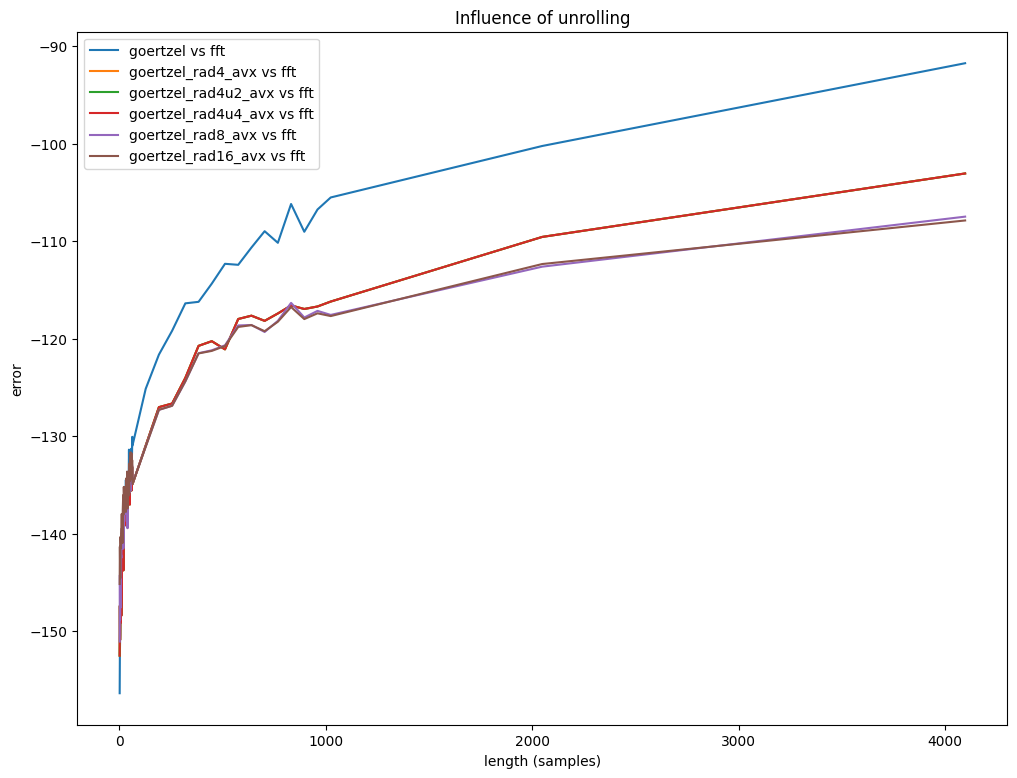 Influence of unrolling
goertzel vs fft
goertzel_rad4_avx vs fft
goertzel_rad4u2_avx vs fft
goertzel_rad4u4_avx vs fft
goertzel_rad8_avx vs fft
goertzel_rad16_avx vs fft
error
−90
−100
−110
−120
−130
−140
−150
0
1000
2000
3000
4000
length (samples)